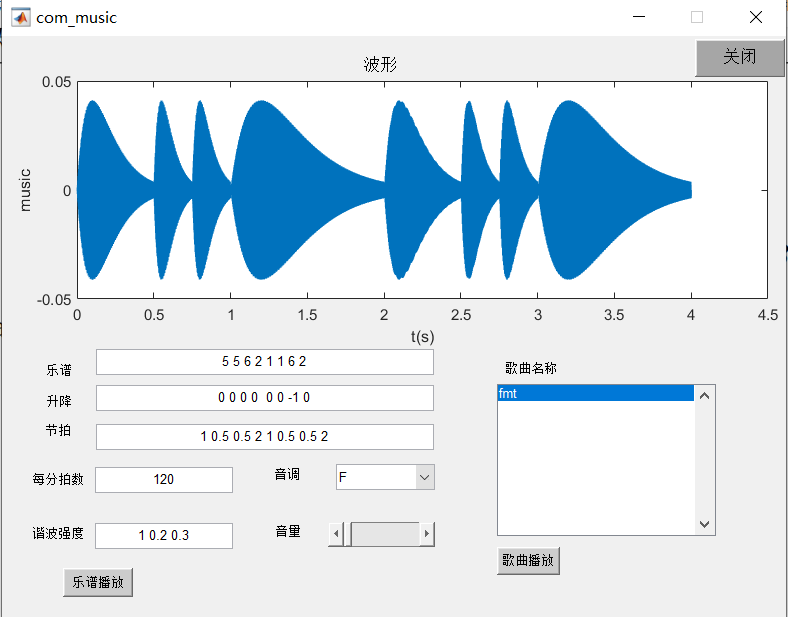 com_music
关闭
波形
0.05
0
-0.05
music
0 0.5 1 1.5 2 2.5 3 3.5 4 4.5
t(s)
乐谱 5 5 6 2 1 1 6 2
升降 0 0 0 0 0 0 -1 0
节拍 1 0.5 0.5 2 1 0.5 0.5 2
每分拍数 120 音调 F
谐波强度 1 0.2 0.3 音量
乐谱播放
歌曲名称
fmt
歌曲播放